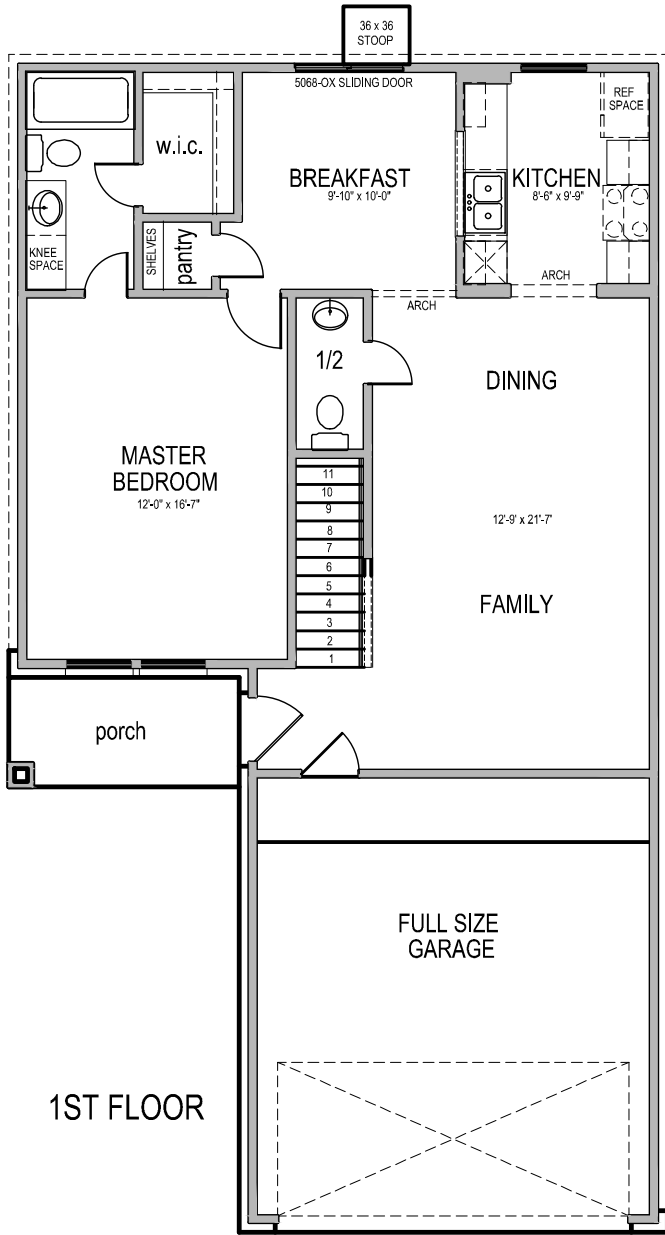 36 x 36
STOOP
5068-OX SLIDING DOOR
REF
SPACE
w.i.c.
BREAKFAST
9'-10" x 10'-0"
KITCHEN
8'-6" x 9'-9"
KNEE
SPACE
SHELVES
pantry
ARCH
ARCH
1/2
DINING
MASTER
BEDROOM
12'-0" x 16'-7"
11
10
9
8
7
6
5
4
3
2
1
12'-9' x 21'-7'
FAMILY
porch
FULL SIZE
GARAGE
1ST FLOOR